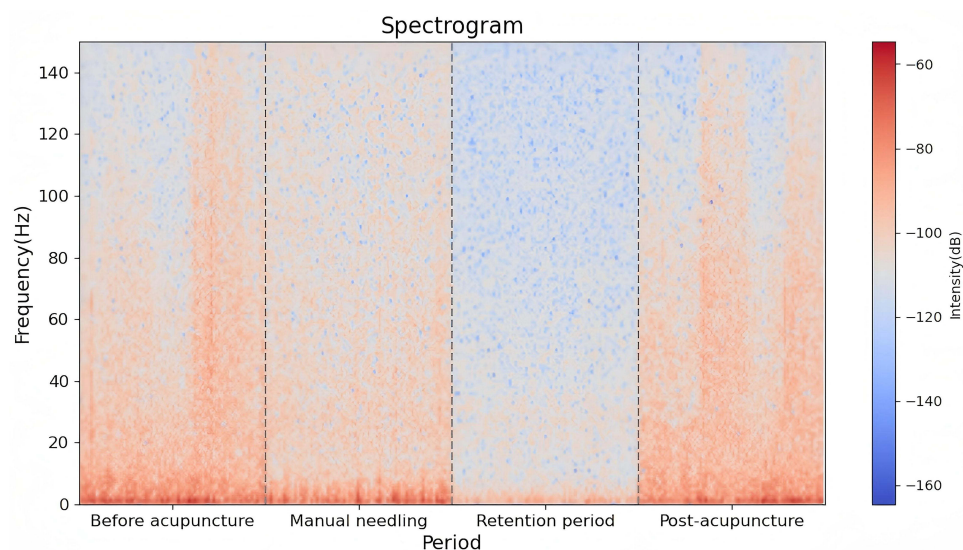 Spectrogram
140
120
100
80
60
40
20
0
Frequency(Hz)
Before acupuncture
Manual needling
Retention period
Post-acupuncture
Period
−60
−80
−100
−120
−140
−160
Intensity(dB)